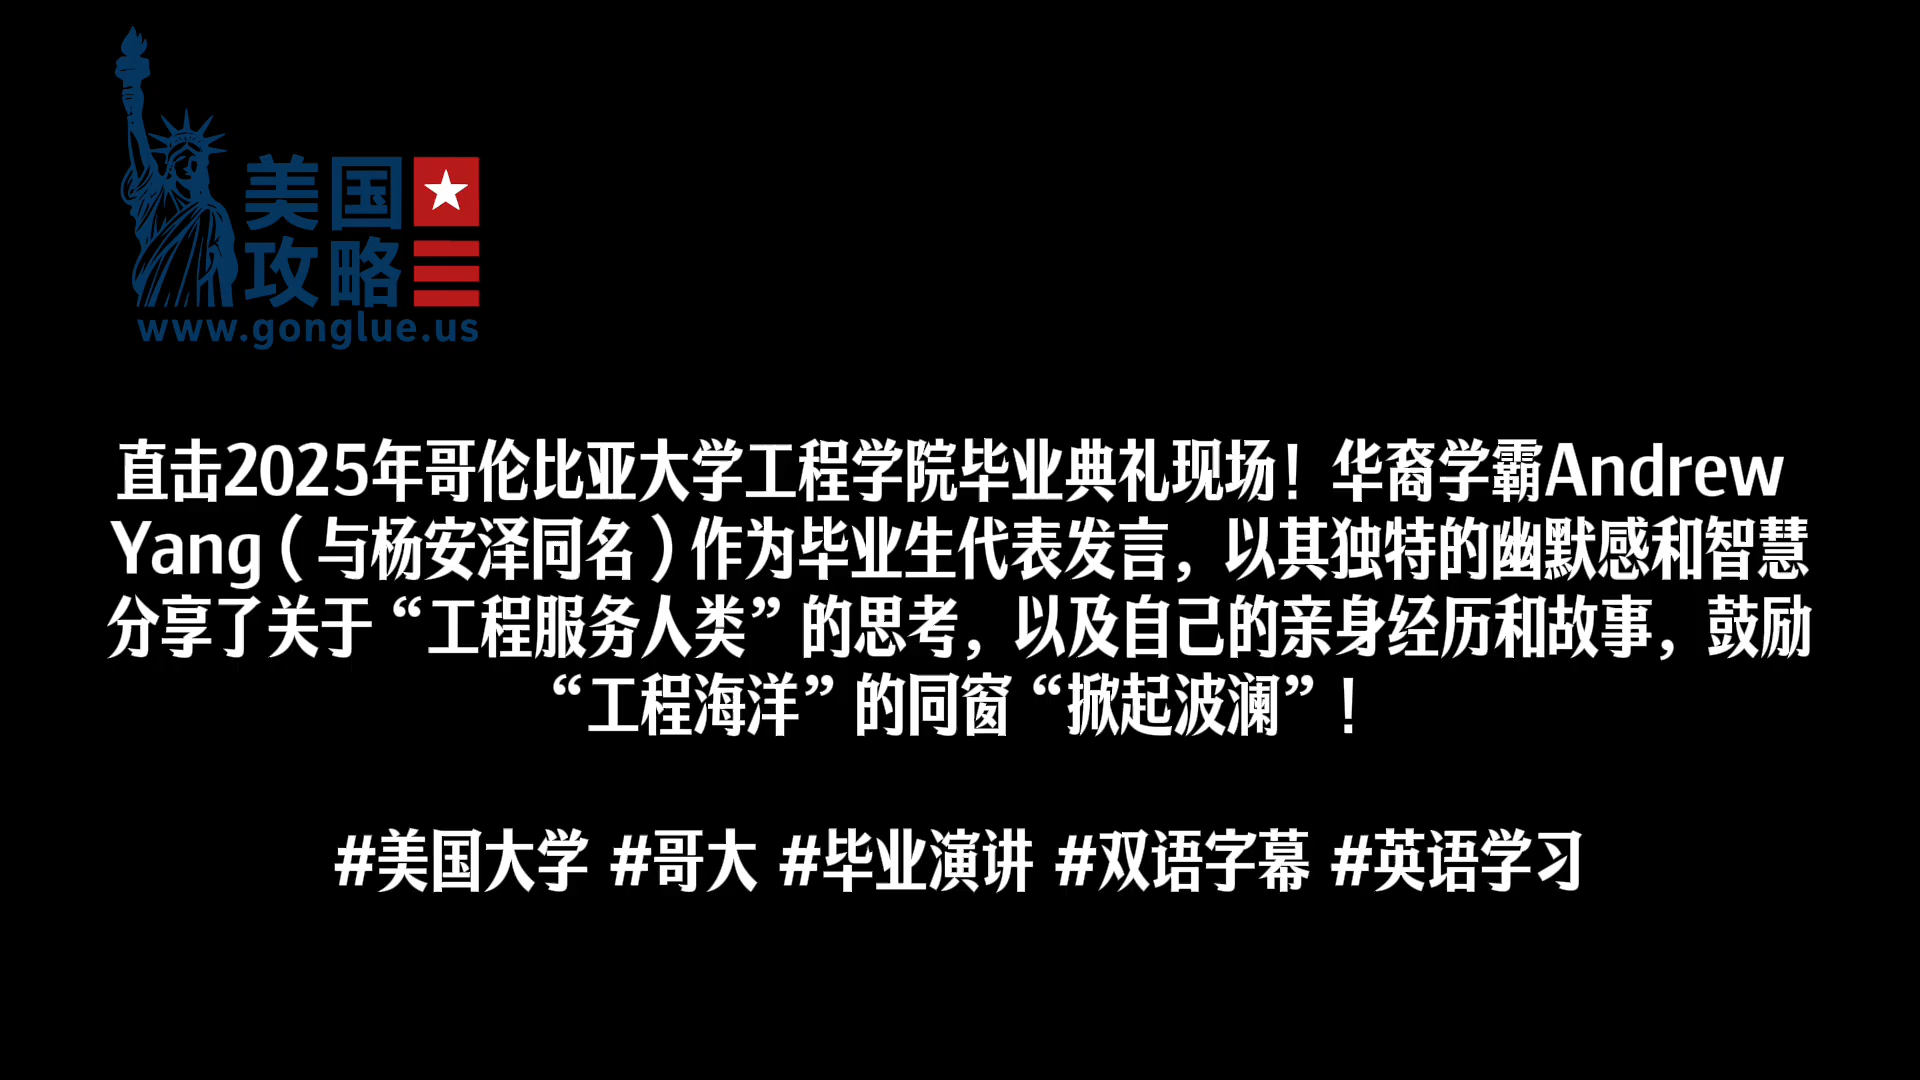 美国
攻略
www.gonglue.us
直击2025年哥伦比亚大学工程学院毕业典礼现场！华裔学霸Andrew
Yang（与杨安泽同名）作为毕业生代表发言，以其独特的幽默感和智慧
分享了关于“工程服务人类”的思考，以及自己的亲身经历和故事，鼓励
“工程海洋”的同窗“掀起波澜”！
#美国大学 #哥大 #毕业演讲 #双语字幕 #英语学习